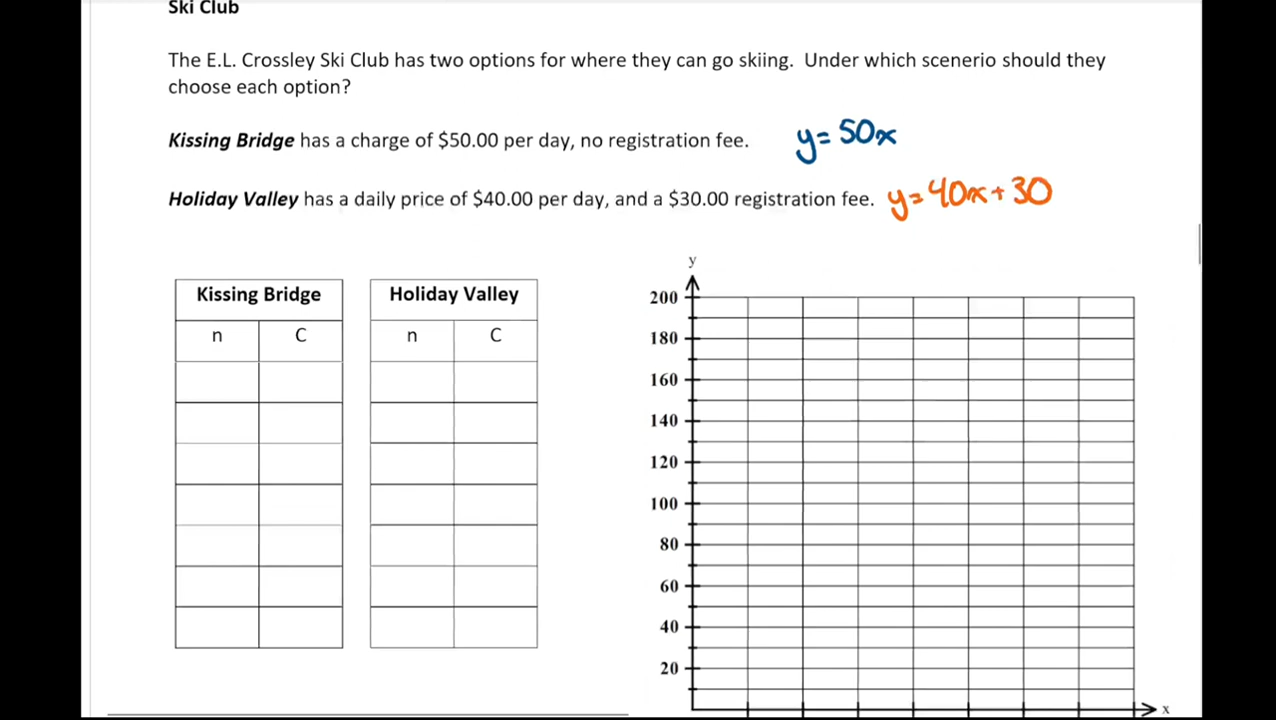 Ski Club
The E.L. Crossley Ski Club has two options for where they can go skiing. Under which scenerio should they
choose each option?
Kissing Bridge has a charge of $50.00 per day, no registration fee. y=50x
Holiday Valley has a daily price of $40.00 per day, and a $30.00 registration fee. y=40x+30
Kissing Bridge
n C
Holiday Valley
n C
y
200
180
160
140
120
100
80
60
40
20
x